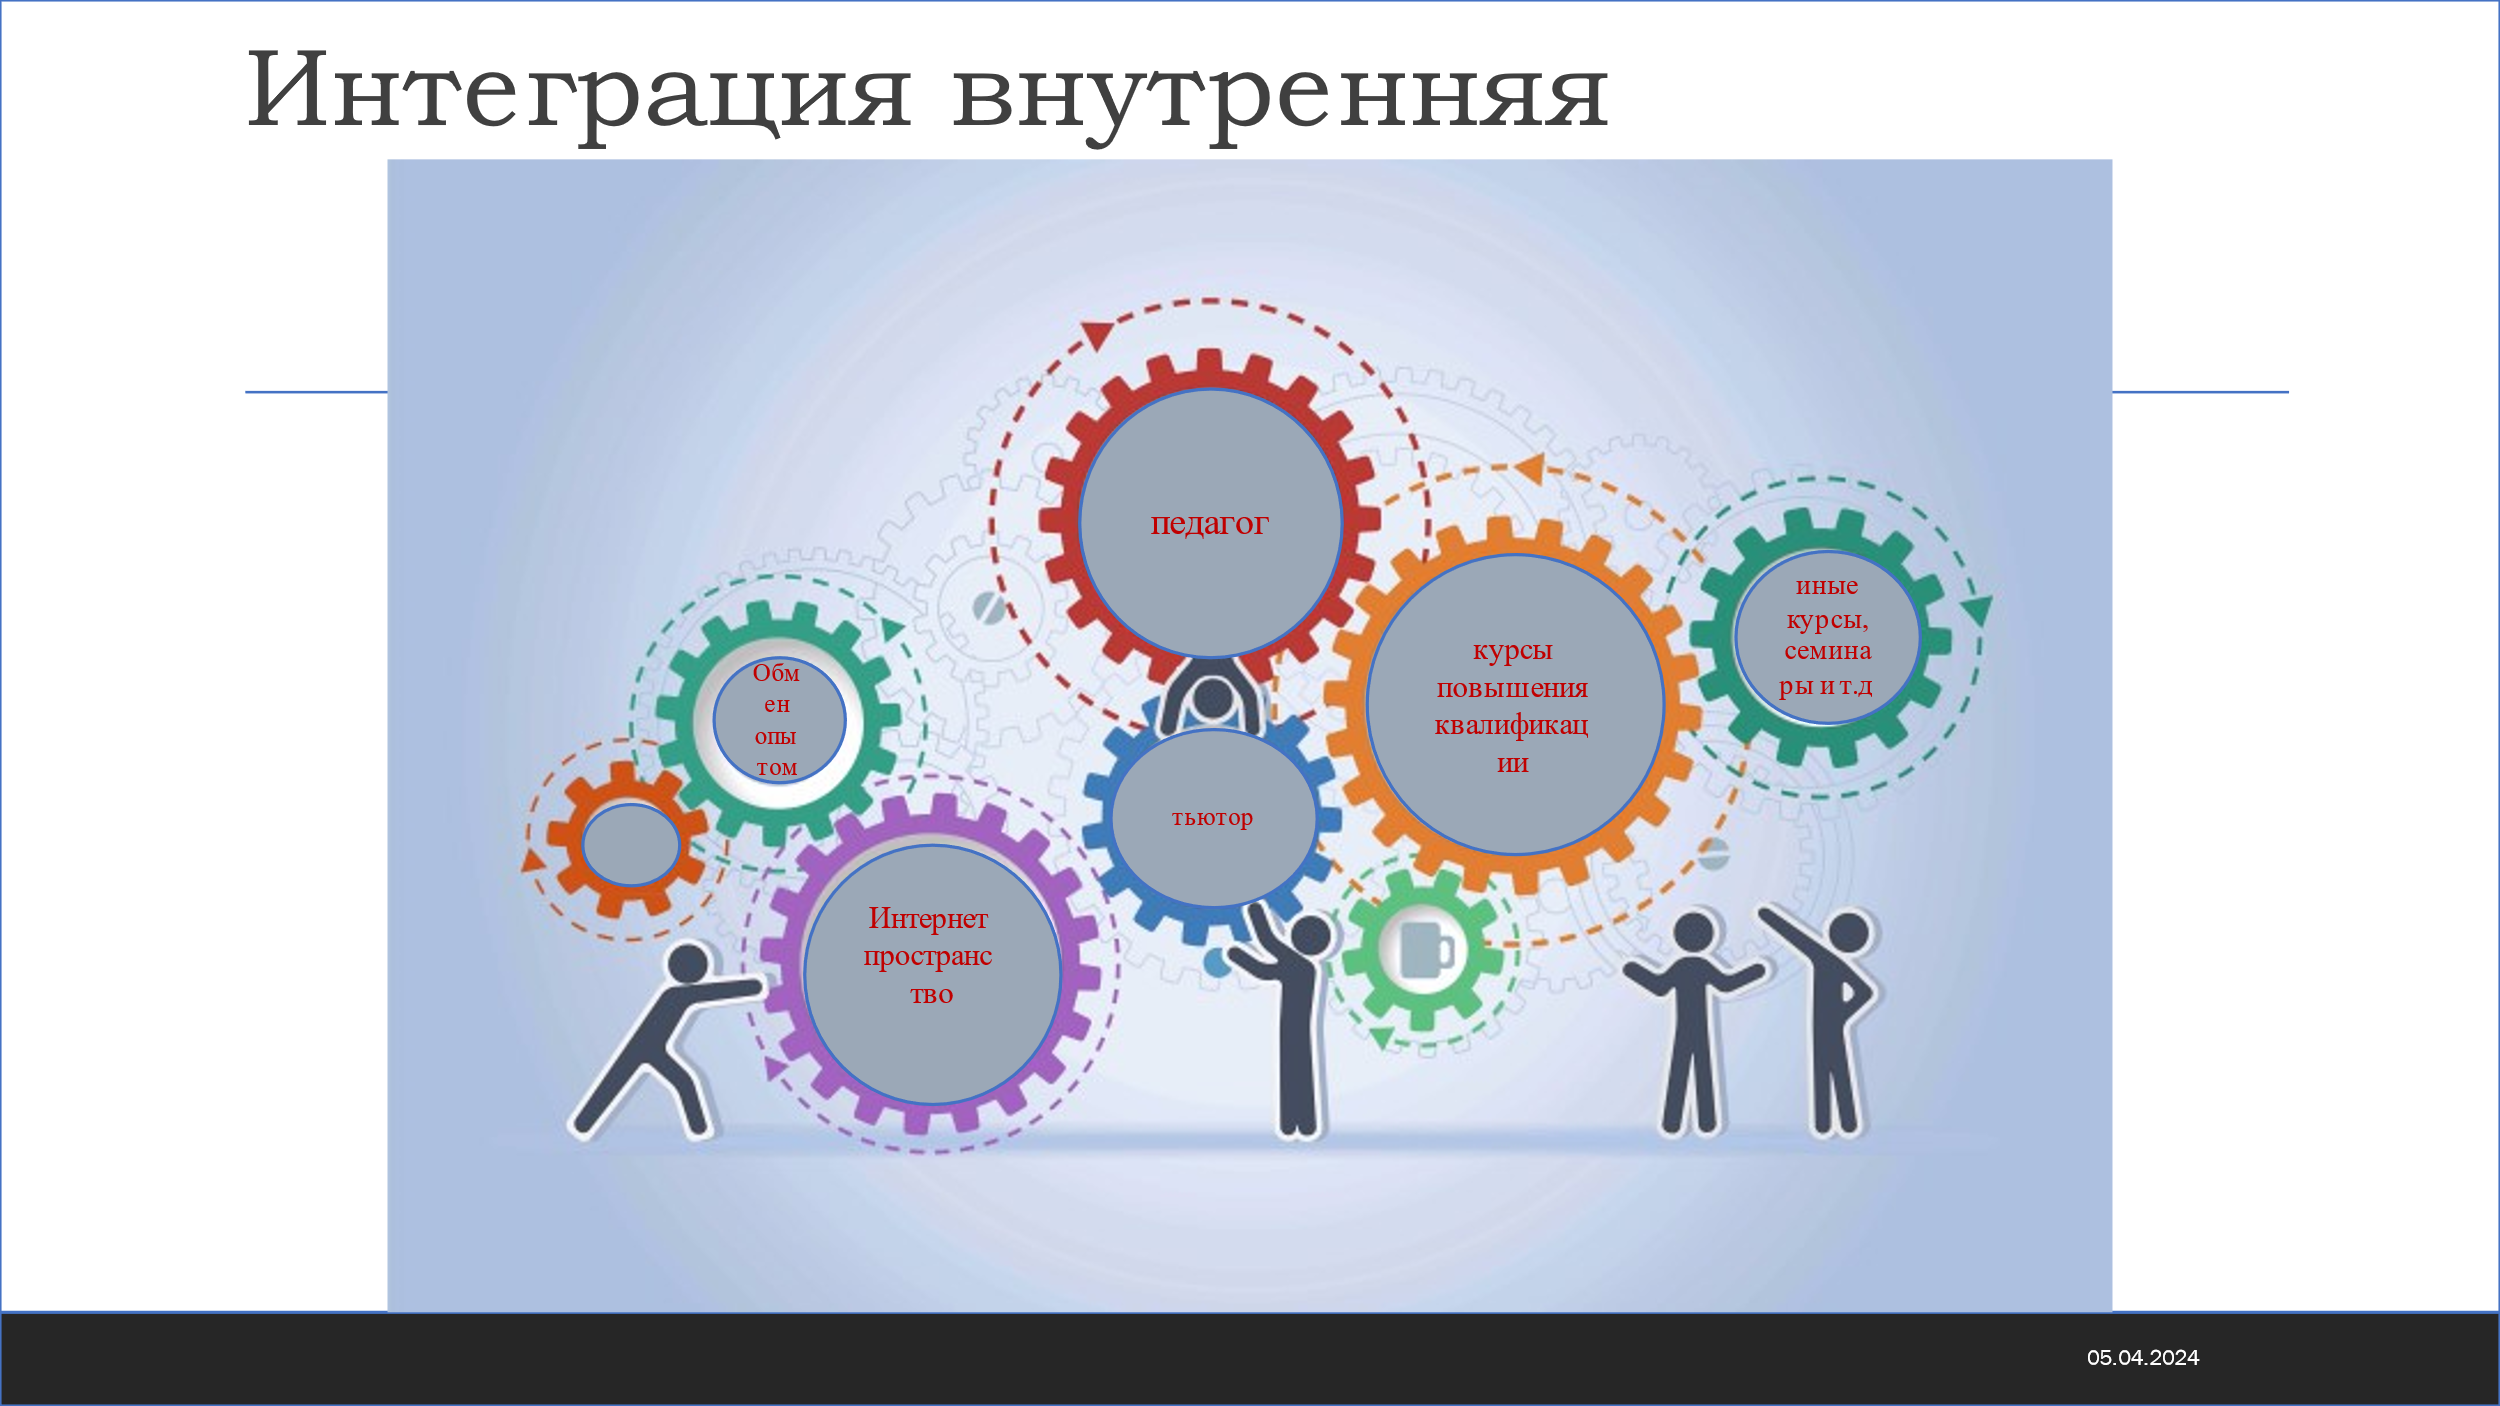 Интеграция внутренняя
педагог
иные
курсы,
семина
ры и т.д
курсы
повышения
квалификац
ии
Обм
ен
опы
том
тьютор
Интернет
пространс
тво
05.04.2024